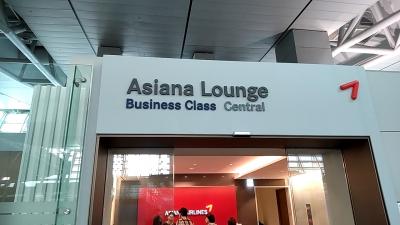 Asiana Lounge
Business Class Central
ASIANA AIRLINES